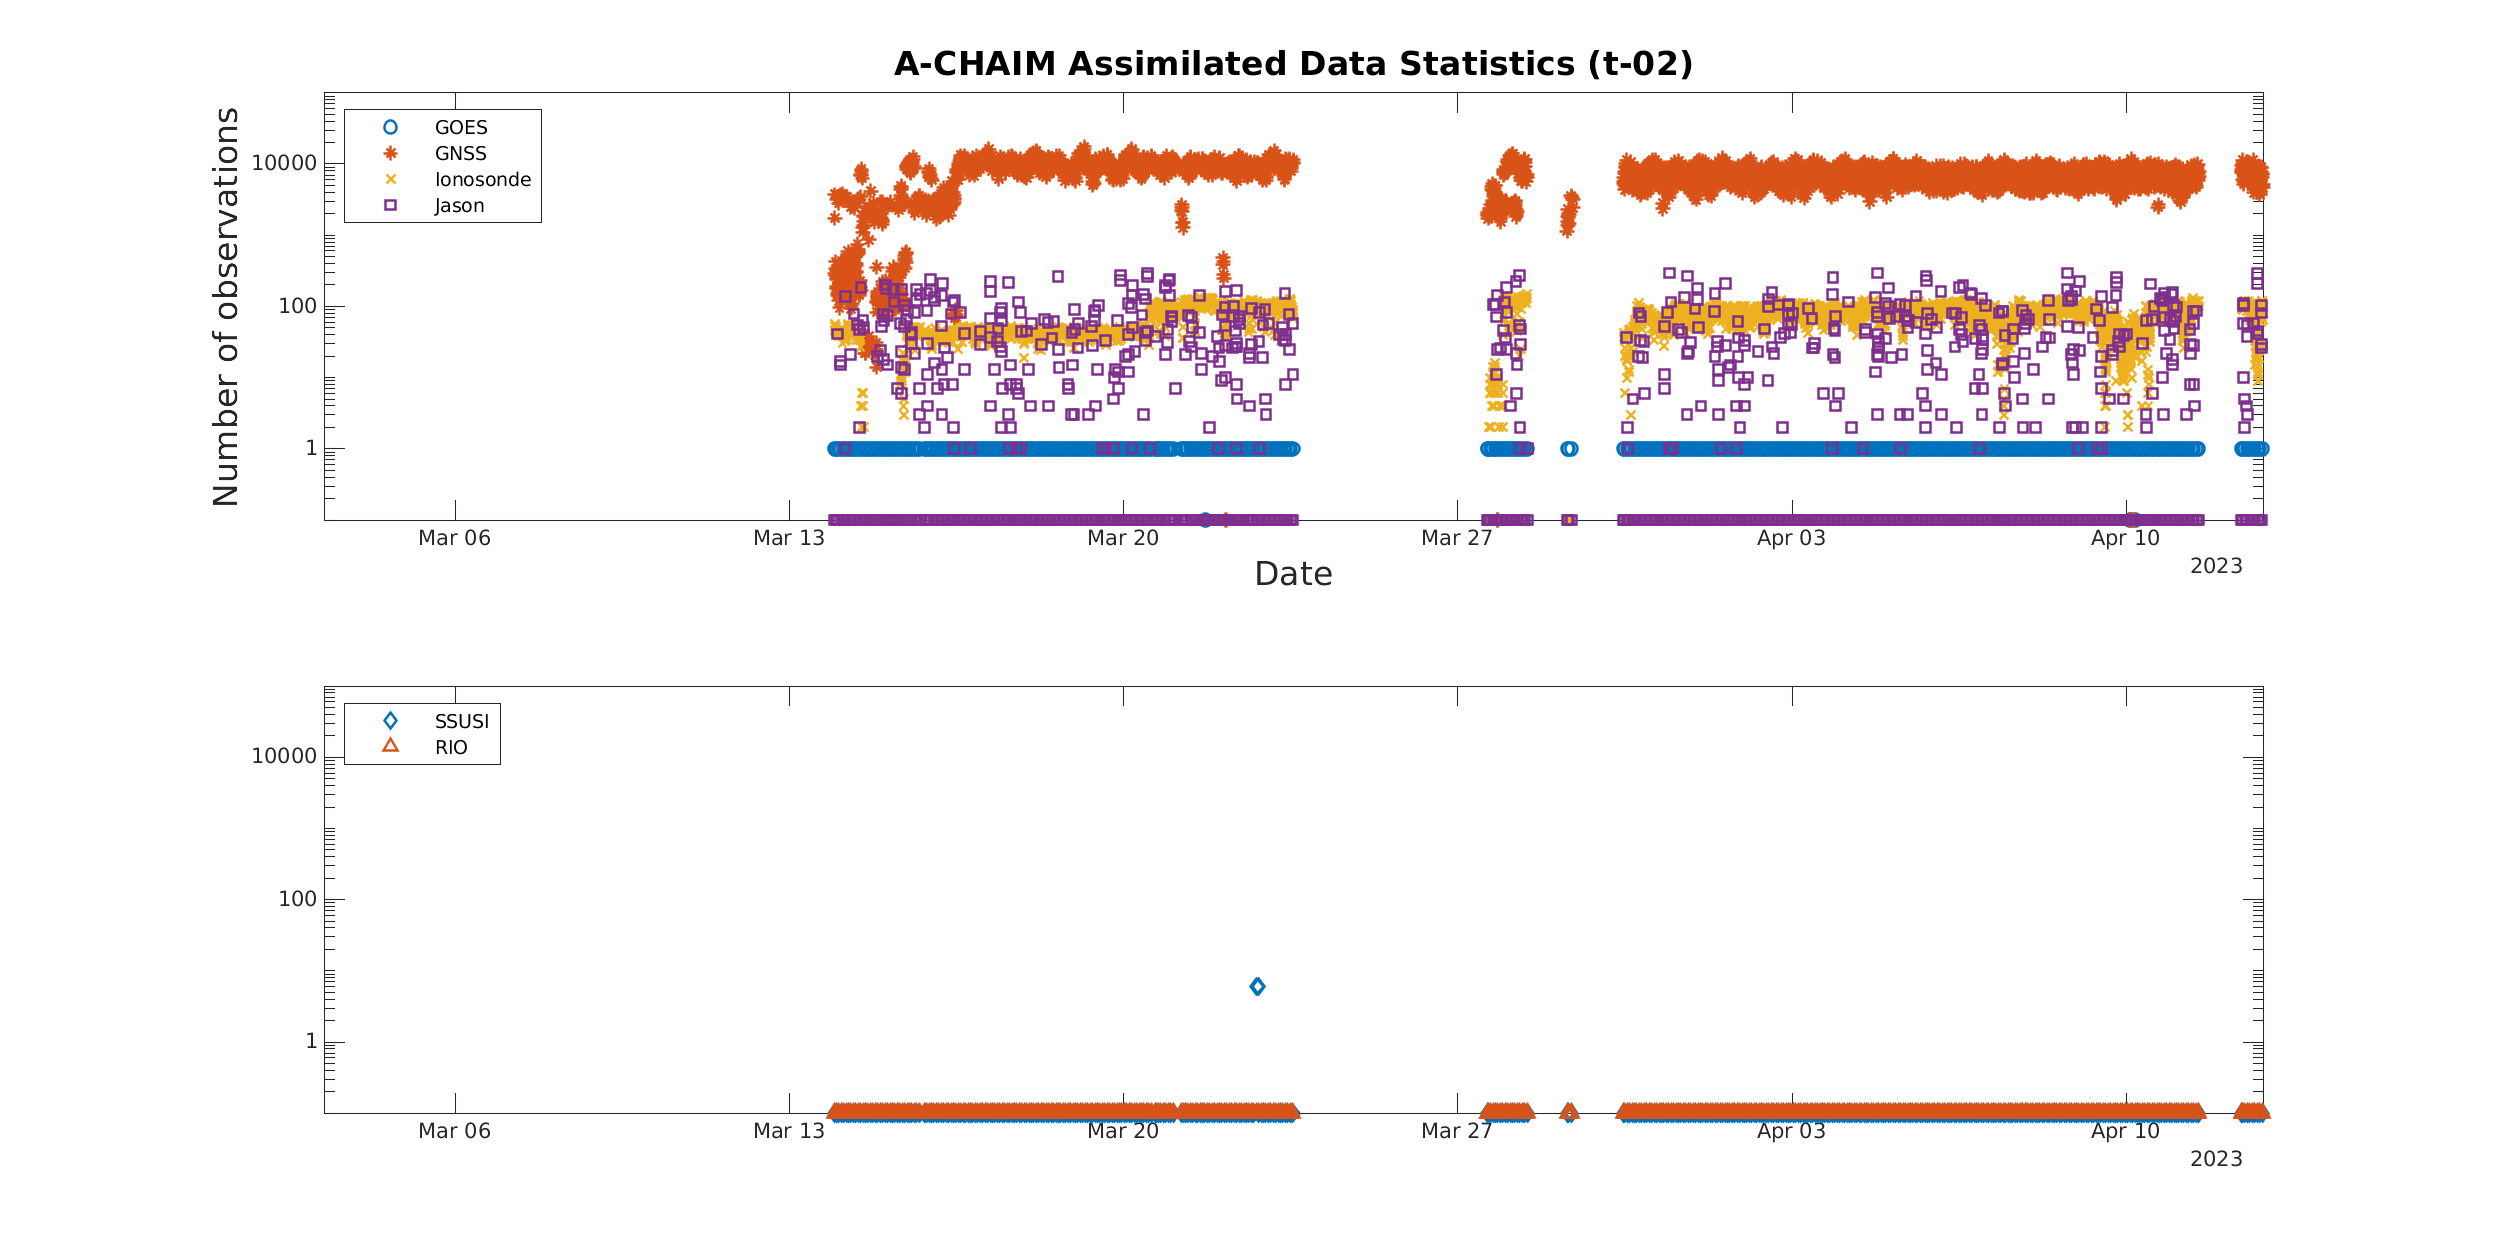 A-CHAIM Assimilated Data Statistics (t-02)
Number of observations
10000
100
1
GOES
GNSS
Ionosonde
Jason
Mar 06
Mar 13
Mar 20
Mar 27
Apr 03
Apr 10
2023
Date
10000
100
1
SSUSI
RIO
Mar 06
Mar 13
Mar 20
Mar 27
Apr 03
Apr 10
2023